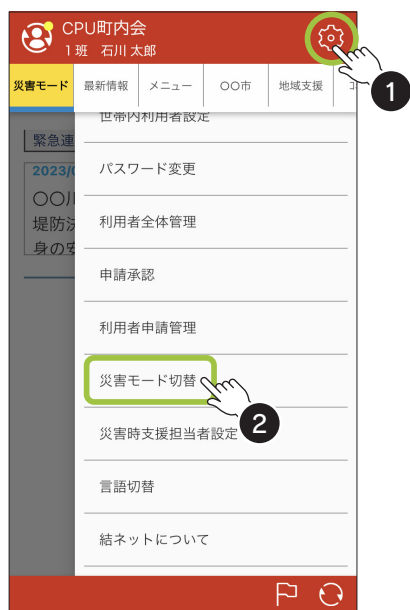 CPU町内会
1班 石川 太郎
災害モード 最新情報 メニュー 〇〇市 地域支援
1
世帯内利用者設定
緊急連
2023/
パスワード変更
〇〇川
堤防決
利用者全体管理
身の安
申請承認
利用者申請管理
災害モード切替
2
災害時支援担当者設定
言語切替
結ネットについて